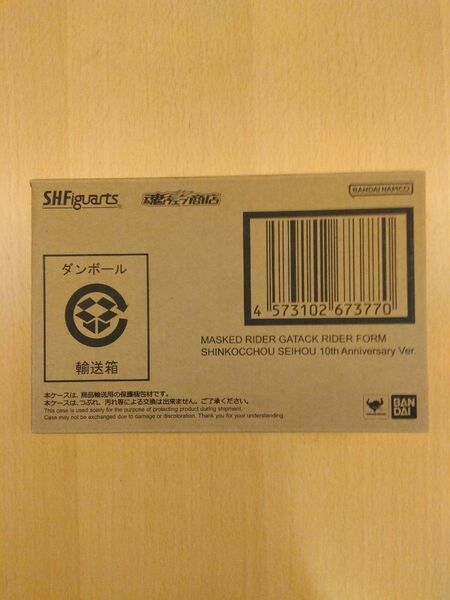 S.H.Figuarts
魂ウェブ商店
BANDAI NAMCO
ダンボール
輸送箱
4 573102 673770
MASKED RIDER GATACK RIDER FORM
SHINKOCCHOU SEIHOU 10th Anniversary Ver.
本ケースは、商品輸送用の保護梱包材です。
本ケースは、つぶれ、汚れ等による交換は出来ません。ご了承ください。
This case is used solely for the purpose of protecting product during shipment.
Case may not be exchanged due to damage or discoloration. Thank you for your understanding.
BAN
DAI